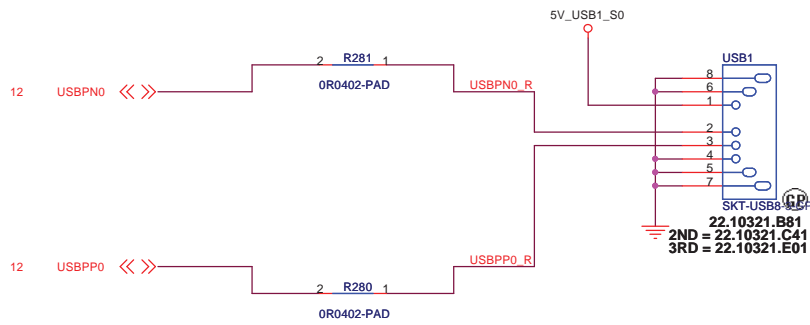 5V_USB1_S0
USB1
2 R281 1
0R0402-PAD
12 USBPN0
USBPN0_R
8
6
1
2
3
4
5
7
GP
22.10321.B81
2ND = 22.10321.C41
3RD = 22.10321.E01
12 USBPP0
USBPP0_R
2 R280 1
0R0402-PAD